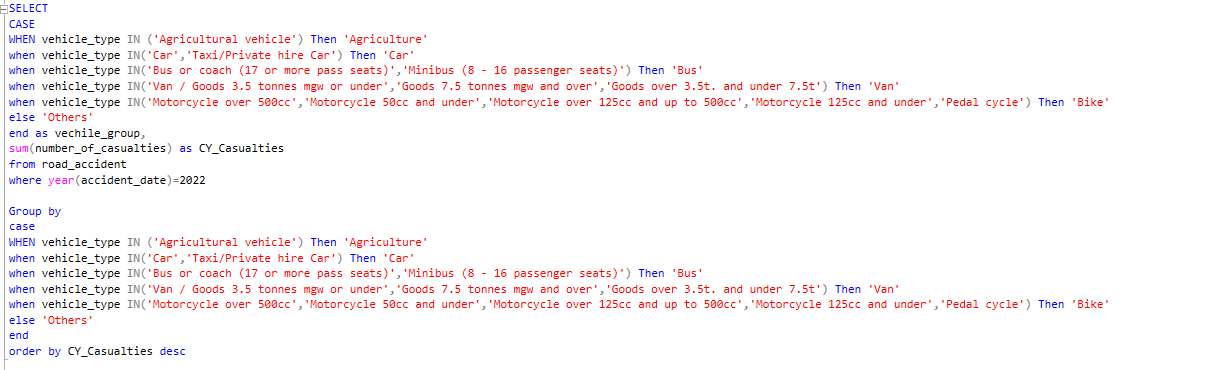 SELECT
CASE
WHEN vehicle_type IN ('Agricultural vehicle') Then 'Agriculture'
when vehicle_type IN('Car','Taxi/Private hire Car') Then 'Car'
when vehicle_type IN('Bus or coach (17 or more pass seats)','Minibus (8 - 16 passenger seats)') Then 'Bus'
when vehicle_type IN('Van / Goods 3.5 tonnes mgw or under','Goods 7.5 tonnes mgw and over','Goods over 3.5t. and under 7.5t') Then 'Van'
when vehicle_type IN('Motorcycle over 500cc','Motorcycle 50cc and under','Motorcycle over 125cc and up to 500cc','Motorcycle 125cc and under','Pedal cycle') Then 'Bike'
else 'Others'
end as vechile_group,
sum(number_of_casualties) as CY_Casualties
from road_accident
where year(accident_date)=2022
Group by
case
WHEN vehicle_type IN ('Agricultural vehicle') Then 'Agriculture'
when vehicle_type IN('Car','Taxi/Private hire Car') Then 'Car'
when vehicle_type IN('Bus or coach (17 or more pass seats)','Minibus (8 - 16 passenger seats)') Then 'Bus'
when vehicle_type IN('Van / Goods 3.5 tonnes mgw or under','Goods 7.5 tonnes mgw and over','Goods over 3.5t. and under 7.5t') Then 'Van'
when vehicle_type IN('Motorcycle over 500cc','Motorcycle 50cc and under','Motorcycle over 125cc and up to 500cc','Motorcycle 125cc and under','Pedal cycle') Then 'Bike'
else 'Others'
end
order by CY_Casualties desc